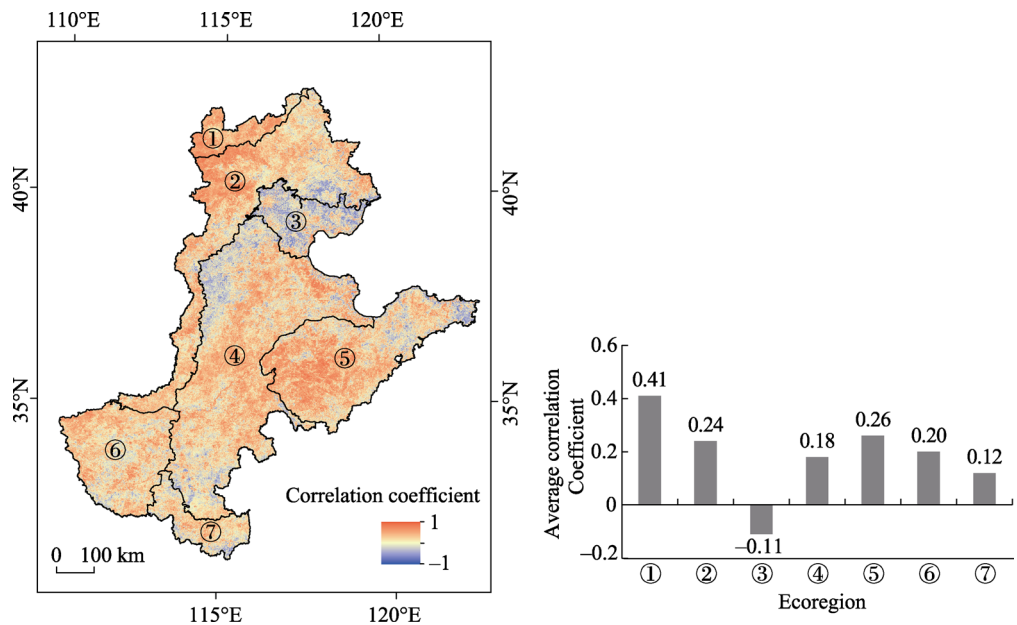 110°E 115°E 120°E
40°N
35°N
40°N
35°N
①
②
③
④
⑤
⑥
⑦
Correlation coefficient
1
−1
0 100 km
115°E 120°E
Average correlation
Coefficient
0.6
0.4
0.2
0
−0.2
0.41
0.24
−0.11
0.18
0.26
0.20
0.12
① ② ③ ④ ⑤ ⑥ ⑦
Ecoregion